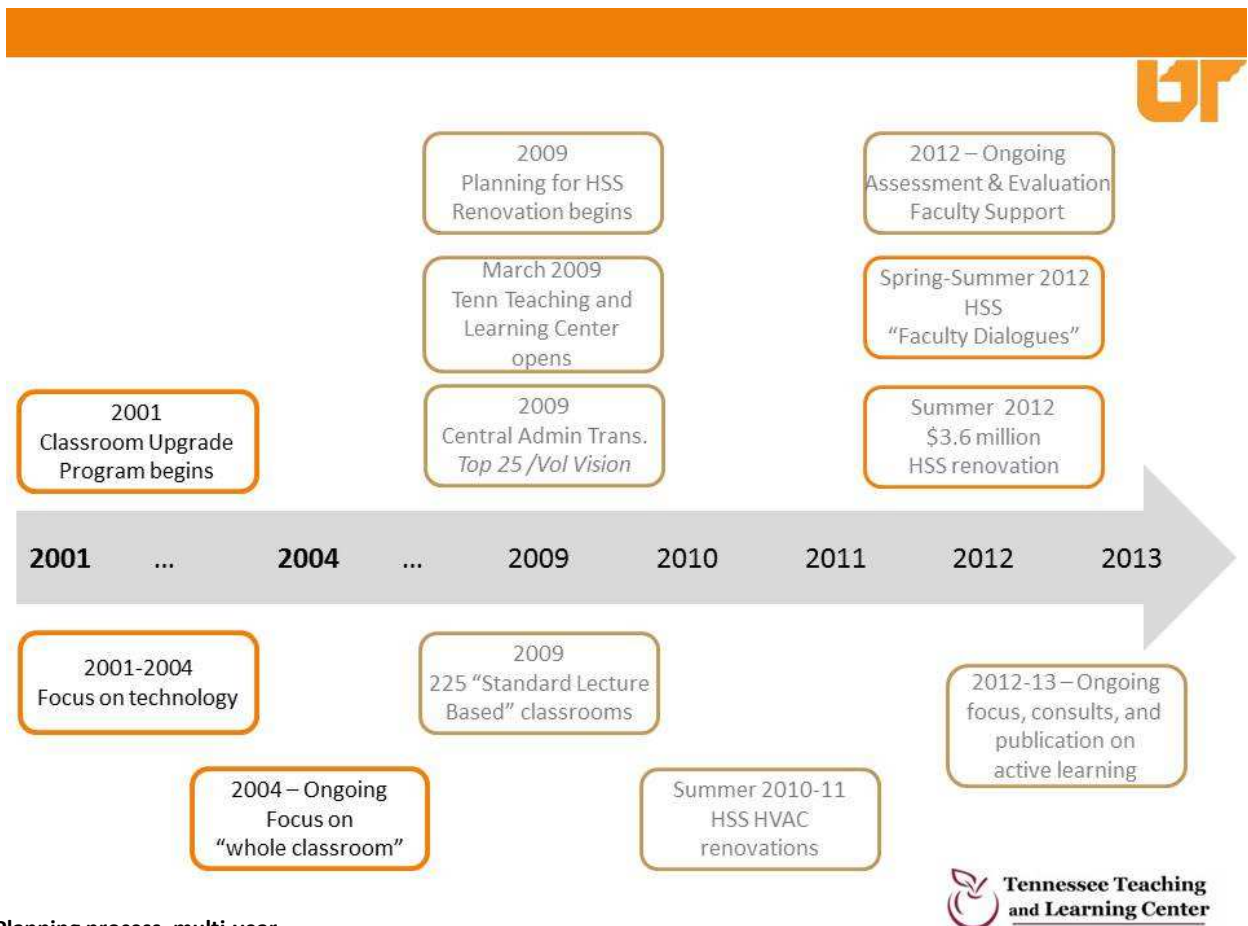 UT
2009
Planning for HSS
Renovation begins
2012 – Ongoing
Assessment & Evaluation
Faculty Support
March 2009
Tenn Teaching and
Learning Center
opens
Spring-Summer 2012
HSS
“Faculty Dialogues”
2001
Classroom Upgrade
Program begins
2009
Central Admin Trans.
Top 25 /Vol Vision
Summer 2012
$3.6 million
HSS renovation
2001 ... 2004 ... 2009 2010 2011 2012 2013
2001-2004
Focus on technology
2009
225 “Standard Lecture
Based” classrooms
2012-13 – Ongoing
focus, consults, and
publication on
active learning
2004 – Ongoing
Focus on
“whole classroom”
Summer 2010-11
HSS HVAC
renovations
Tennessee Teaching
and Learning Center